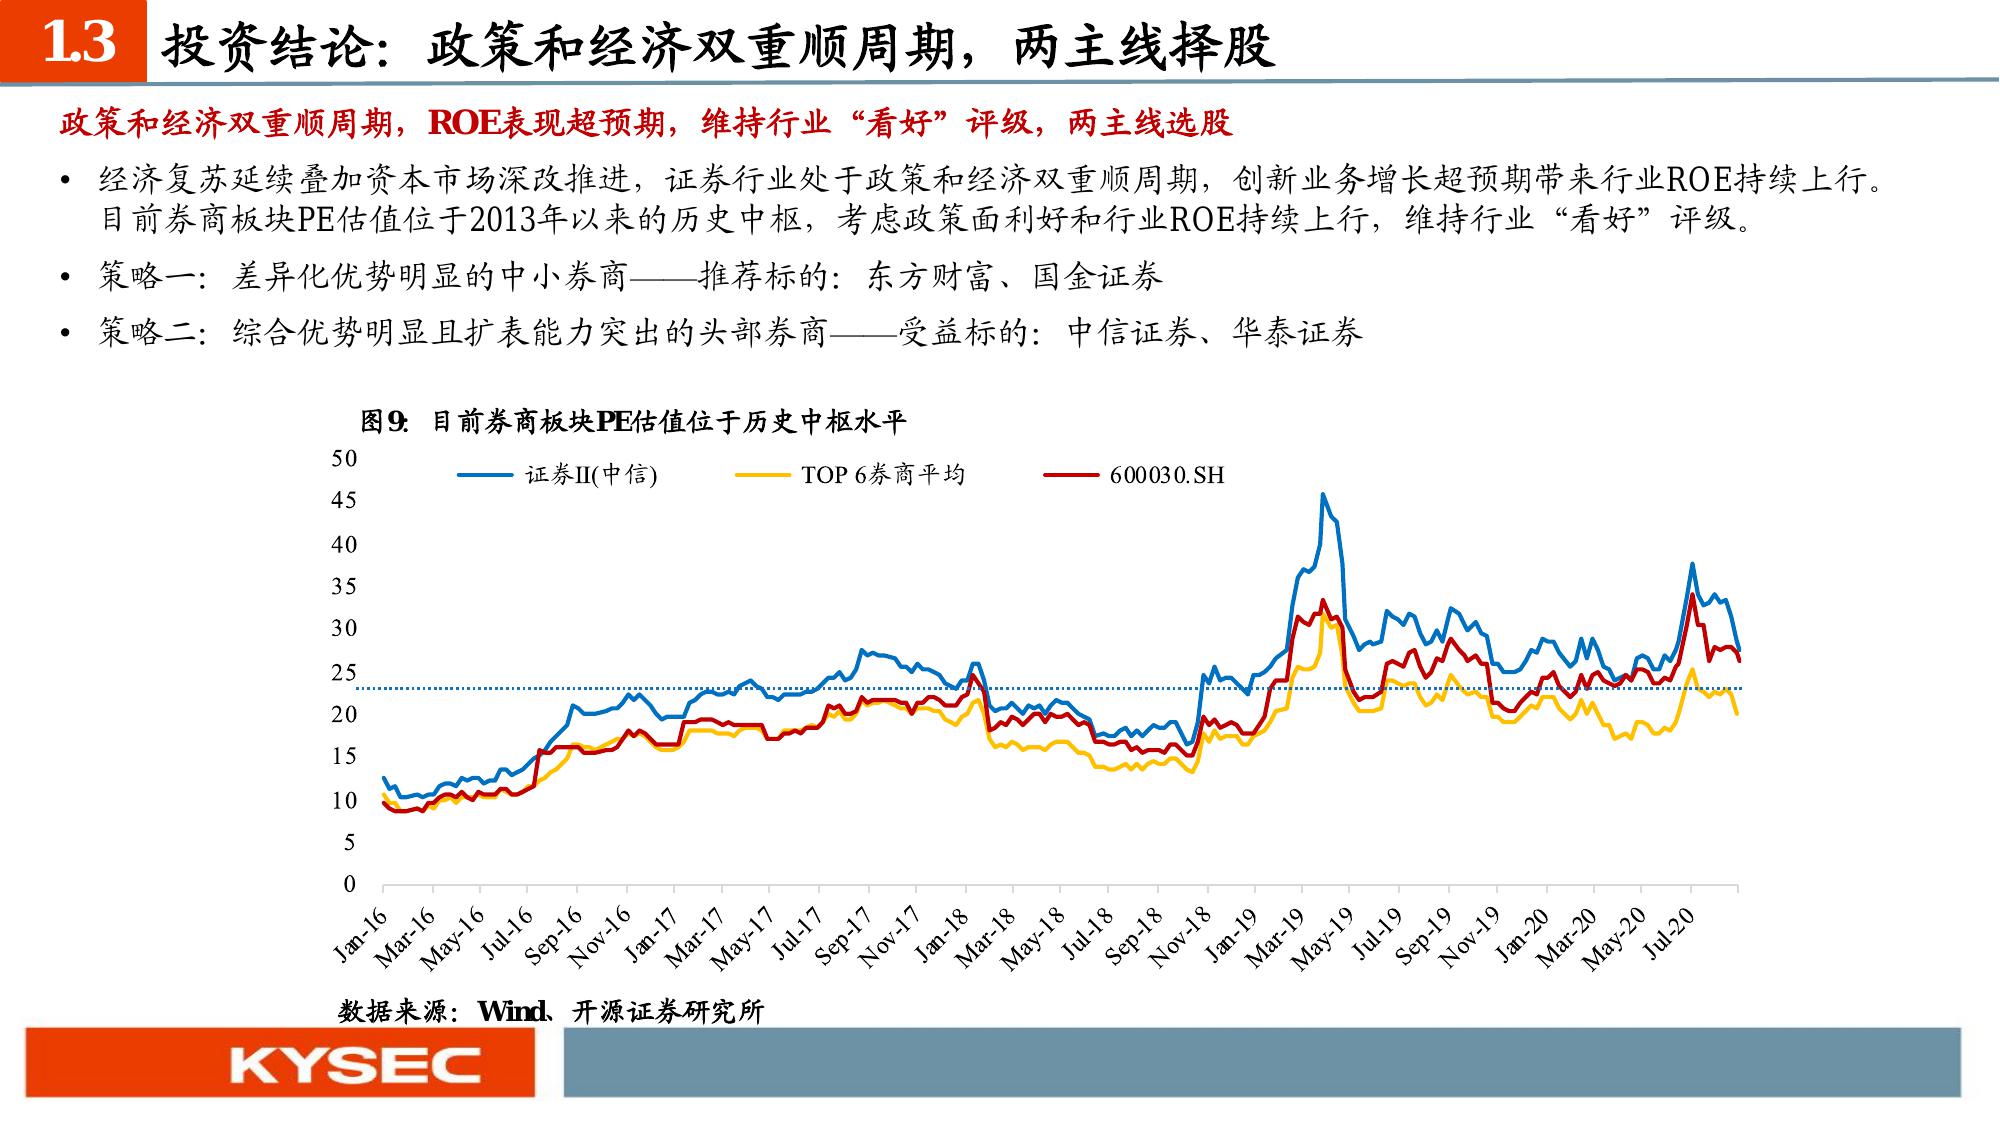 1.3 投资结论：政策和经济双重顺周期，两主线择股
政策和经济双重顺周期，ROE表现超预期，维持行业“看好”评级，两主线选股
• 经济复苏延续叠加资本市场深改推进，证券行业处于政策和经济双重顺周期，创新业务增长超预期带来行业ROE持续上行。
目前券商板块PE估值位于2013年以来的历史中枢，考虑政策面利好和行业ROE持续上行，维持行业“看好”评级。
• 策略一：差异化优势明显的中小券商——推荐标的：东方财富、国金证券
• 策略二：综合优势明显且扩表能力突出的头部券商——受益标的：中信证券、华泰证券
图9：目前券商板块PE估值位于历史中枢水平
证券II(中信) TOP 6券商平均 600030.SH
50
45
40
35
30
25
20
15
10
5
0
Jan-16 Mar-16 May-16 Jul-16 Sep-16 Nov-16 Jan-17 Mar-17 May-17 Jul-17 Sep-17 Nov-17 Jan-18 Mar-18 May-18 Jul-18 Sep-18 Nov-18 Jan-19 Mar-19 May-19 Jul-19 Sep-19 Nov-19 Jan-20 Mar-20 May-20 Jul-20
数据来源：Wind、开源证券研究所
KYSEC